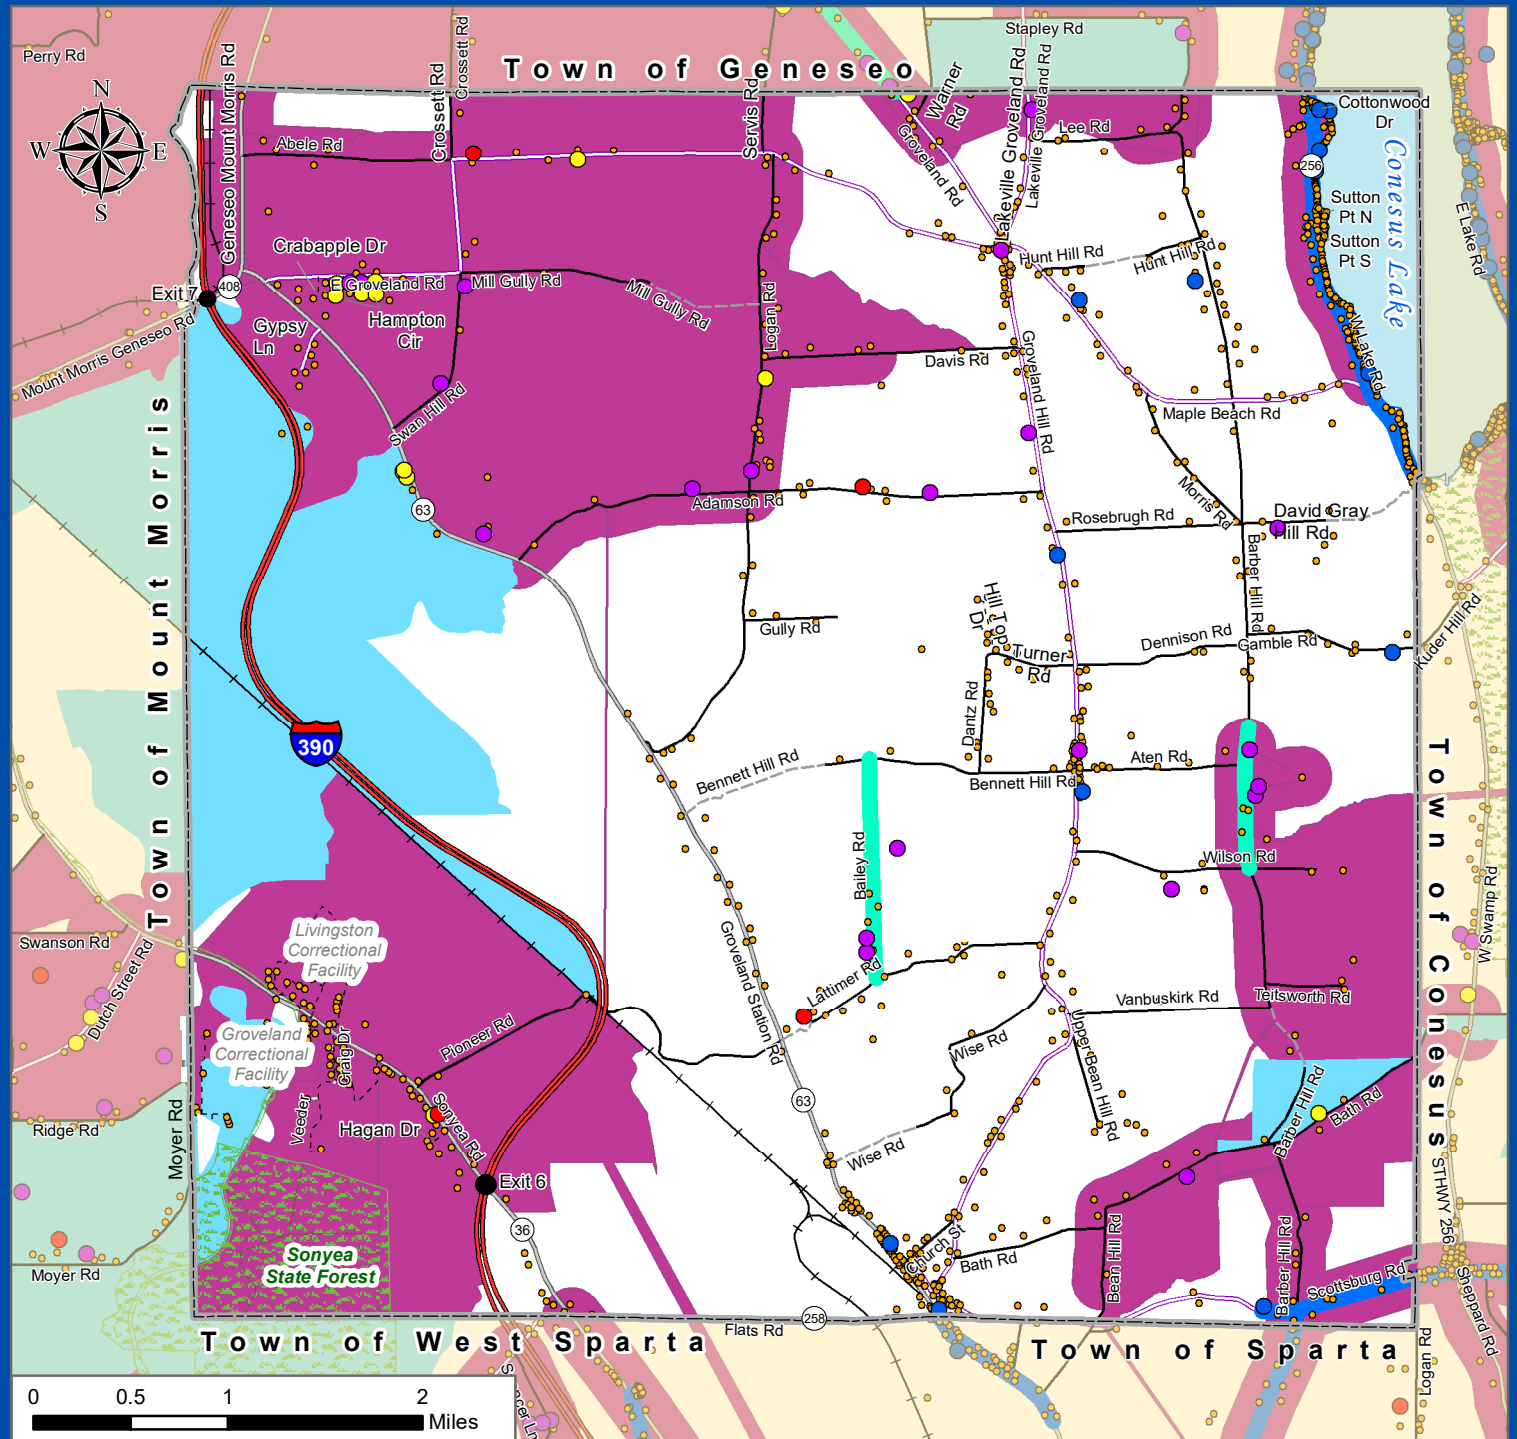 Perry Rd
Town of Geneseo
Crossett Rd
Stapley Rd
N
W E
S
Geneseo Mount Morris Rd
Crossett Rd
Servis Rd
Warner
Rd
Lakeville Groveland Rd
Lakeville Groveland Rd
Abele Rd
Groveland Rd
Lee Rd
Cottonwood
Dr
256
Conesus Lake
Sutton
Pt N
Sutton
Pt S
E Lake Rd
Crabapple Dr
E Groveland Rd
Mill Gully Rd
Mill Gully Rd
Hunt Hill Rd
Hunt Hill Rd
Exit 7
408
Mount Morris Geneseo Rd
Gypsy
Ln
Hampton
Cir
Logan Rd
Davis Rd
Groveland Hill Rd
W Lake Rd
Swan Hill Rd
Maple Beach Rd
Town of Mount Morris
Adamson Rd
63
Morris Rd
Rosebrugh Rd
David Gray
Hill Rd
Barber Hill Rd
Gully Rd
Hill Top
Dr
Turner
Rd
Dennison Rd
Gamble Rd
Kuder Hill Rd
Dantz Rd
390
Bennett Hill Rd
Bennett Hill Rd
Aten Rd
Town of Conesus
Bailey Rd
Wilson Rd
W Swamp Rd
Swanson Rd
Dutch Street Rd
Livingston
Correctional
Facility
Groveland Station Rd
Lattimer Rd
Vanbuskirk Rd
Teitsworth Rd
Groveland
Correctional
Facility
Craig Dr
Pioneer Rd
Wise Rd
Upper Bean Hill Rd
Veeder
Hagan Dr
Sonyea Rd
63
Ridge Rd
Moyer Rd
Wise Rd
Barber Hill Rd
Bath Rd
Exit 6
36
STHWY 256
Sonyea
State Forest
Moyer Rd
Church St
Bath Rd
Bean Hill Rd
Barber Hill Rd
Scottsburg Rd
Sheppard Rd
258
Flats Rd
Town of West Sparta
Town of Sparta
Logan Rd
0 0.5 1 2
Miles